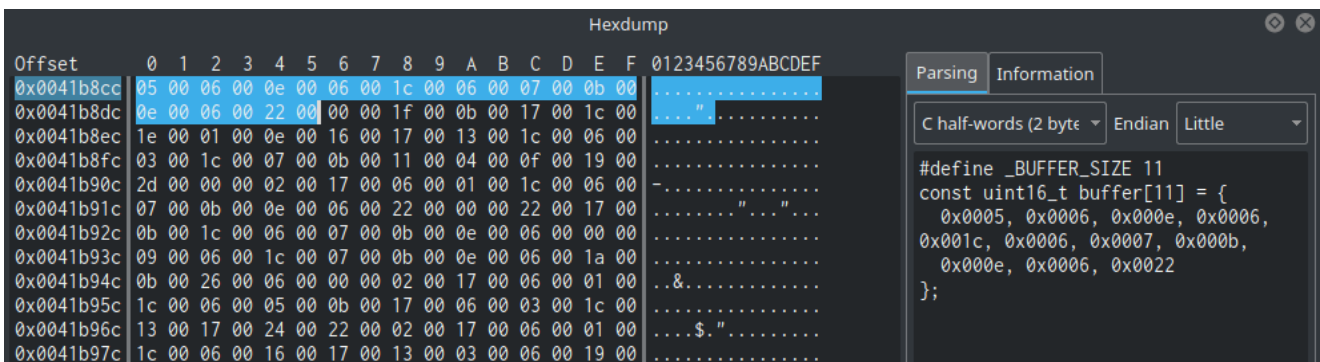 Hexdump
Offset 0 1 2 3 4 5 6 7 8 9 A B C D E F 0123456789ABCDEF
0x0041b8cc 05 00 06 00 0e 00 06 00 1c 00 06 00 07 00 0b 00 ................
0x0041b8dc 0e 00 06 00 22 00 00 00 1f 00 0b 00 17 00 1c 00 ....“...........
0x0041b8ec 1e 00 01 00 0e 00 16 00 17 00 13 00 1c 00 06 00 ................
0x0041b8fc 03 00 1c 00 07 00 0b 00 11 00 04 00 0f 00 19 00 ................
0x0041b90c 2d 00 00 00 02 00 17 00 06 00 01 00 1c 00 06 00 -...............
0x0041b91c 07 00 0b 00 0e 00 06 00 22 00 00 00 22 00 17 00 ........"..."...
0x0041b92c 0b 00 1c 00 06 00 07 00 0b 00 0e 00 06 00 00 00 ................
0x0041b93c 09 00 06 00 1c 00 07 00 0b 00 0e 00 06 00 1a 00 ................
0x0041b94c 0b 00 26 00 06 00 00 00 02 00 17 00 06 00 01 00 ..&.............
0x0041b95c 1c 00 06 00 05 00 0b 00 17 00 06 00 03 00 1c 00 ................
0x0041b96c 13 00 17 00 24 00 22 00 02 00 17 00 06 00 01 00 ....$.".........
0x0041b97c 1c 00 06 00 16 00 17 00 13 00 03 00 06 00 19 00 ................
Parsing Information
C half-words (2 byte Endian Little
#define _BUFFER_SIZE 11
const uint16_t buffer[11] = {
0x0005, 0x0006, 0x000e, 0x0006,
0x001c, 0x0006, 0x0007, 0x000b,
0x000e, 0x0006, 0x0022
};